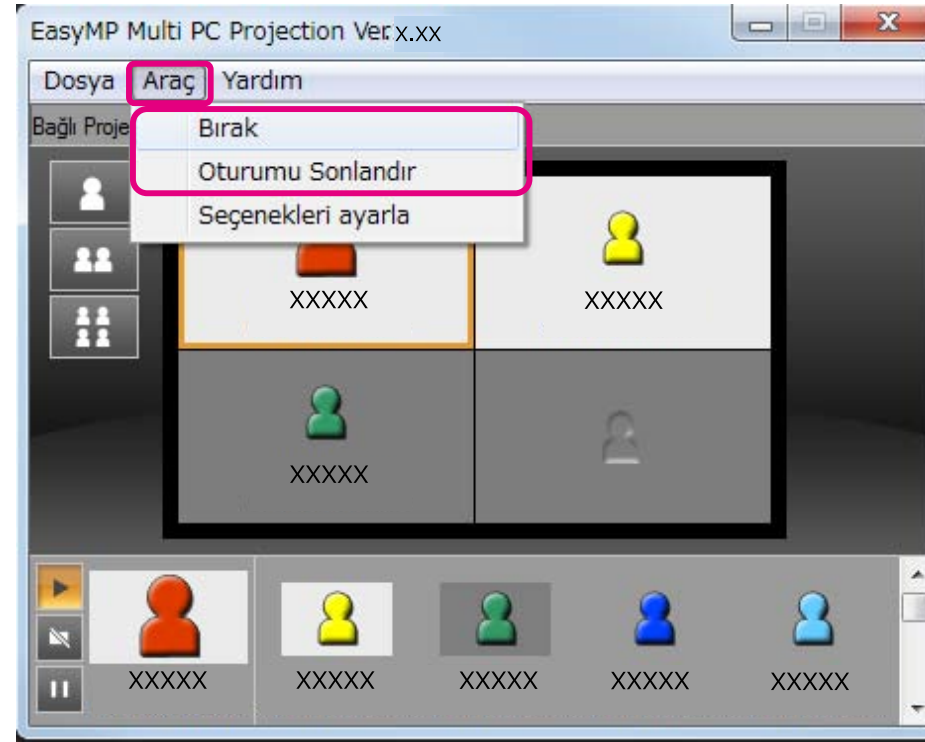 EasyMP Multi PC Projection Ver. x.xx
Dosya Araç Yardım
Bağlı Proje
Bırak
Oturumu Sonlandır
Seçenekleri ayarla
XXXXX XXXXX
XXXXX
XXXXX XXXXX XXXXX XXXXX XXXXX